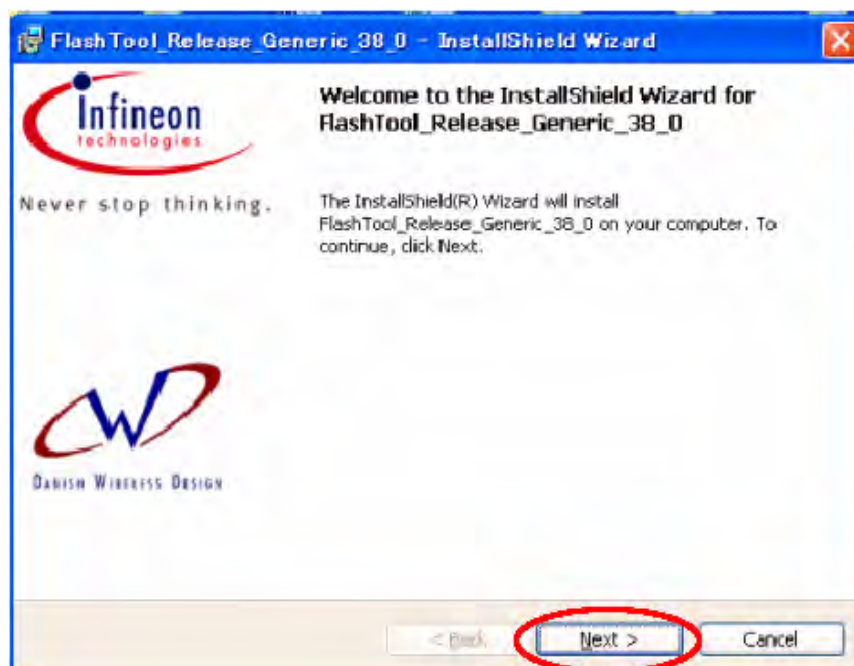 FlashTool_Release_Generic_38_0 - InstallShield Wizard
Infineon
technologies
Never stop thinking.
Welcome to the InstallShield Wizard for
FlashTool_Release_Generic_38_0
The InstallShield(R) Wizard will install
FlashTool_Release_Generic_38_0 on your computer. To
continue, click Next.
DANISH WIRELESS DESIGN
< Back
Next >
Cancel